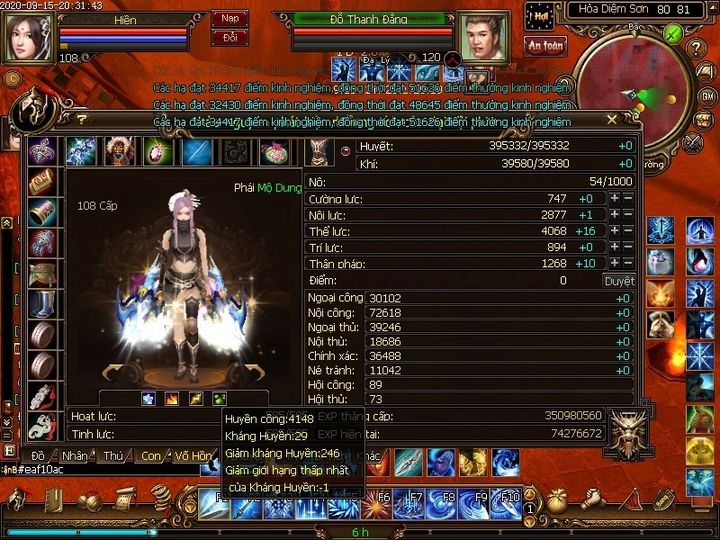 2020-09-15-20:31:43
Hiên
Nạp
Đổi
108
Đỗ Thanh Đằng
120
Hơi
An toàn
Hỏa Diệm Sơn 80 81
Bắc
GM
Các hạ đạt 34417 điểm kinh nghiệm, đồng thời đạt 51626 điểm thưởng kinh nghiệm
Các hạ đạt 32430 điểm kinh nghiệm, đồng thời đạt 48645 điểm thưởng kinh nghiệm
Các hạ đạt 34417 điểm kinh nghiệm, đồng thời đạt 51626 điểm thưởng kinh nghiệm
108 Cấp
Phái Mộ Dung
Huyết: 395332/395332 +0
Khí: 39580/39580 +0
Nộ: 54/1000
Cường lực: 747 +0
Nội lực: 2877 +1
Thể lực: 4068 +16
Trí lực: 894 +0
Thân pháp: 1268 +10
Điểm: 0 Duyệt
Ngoại công 30102 +0
Nội công: 72618 +0
Ngoại thủ: 39246 +0
Nội thủ: 18686 +0
Chính xác: 36488 +0
Né tránh: 11042 +0
Hội công: 89
Hội thủ: 73
Hoạt lực:
EXP thăng cấp: 350980560
Tinh lực:
EXP hiện tại: 74276672
Huyền công:4148
Kháng Huyền:29
Giảm kháng Huyền:246
Giảm giới hạng thấp nhất
của Kháng Huyền:-1
Đồ Nhân Thú Con Võ Hồn Khác
#eaf10ac
F6 F7 F8 F9 F10
1
6 h